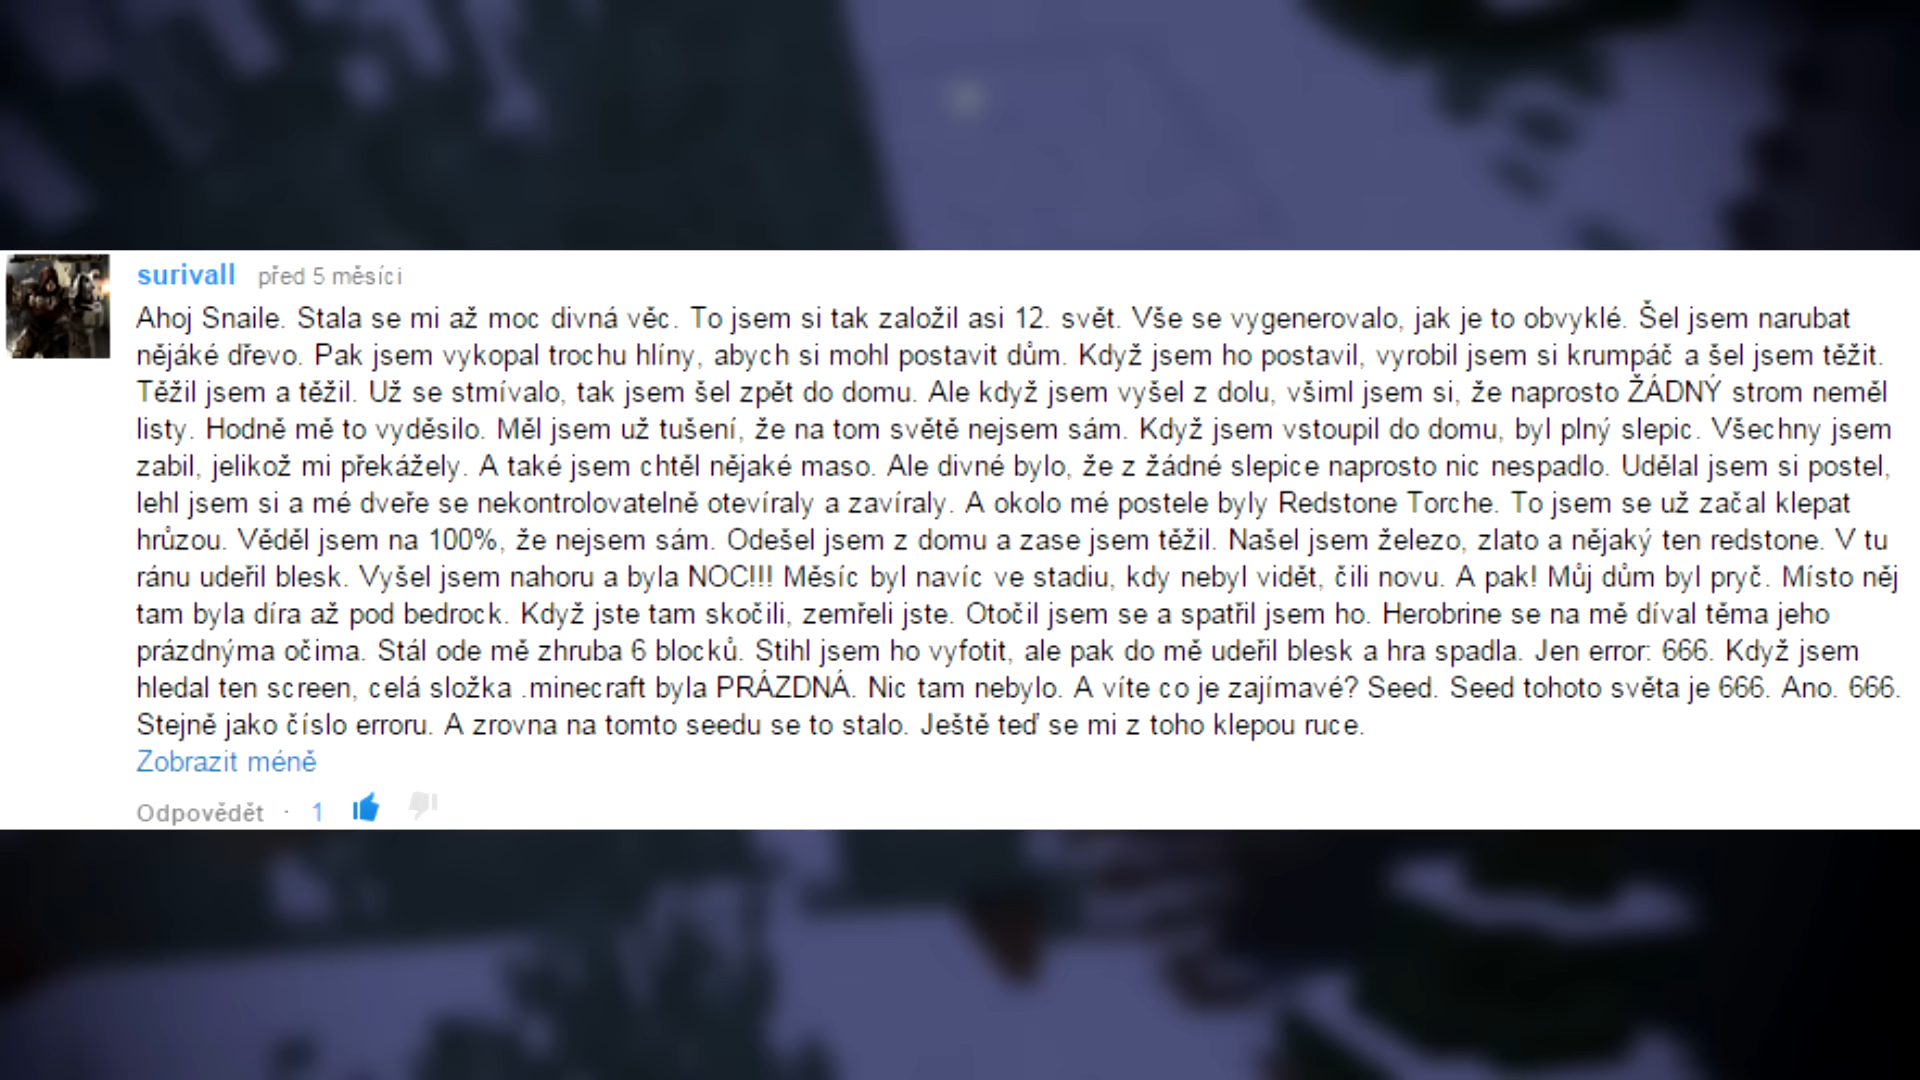 surivall před 5 měsíci
Ahoj Snaile. Stala se mi až moc divná věc. To jsem si tak založil asi 12. svět. Vše se vygenerovalo, jak je to obvyklé. Šel jsem narubat
nějáké dřevo. Pak jsem vykopal trochu hlíny, abych si mohl postavit dům. Když jsem ho postavil, vyrobil jsem si krumpáč a šel jsem těžit.
Těžil jsem a těžil. Už se stmívalo, tak jsem šel zpět do domu. Ale když jsem vyšel z dolu, všiml jsem si, že naprosto ŽÁDNÝ strom neměl
listy. Hodně mě to vyděsilo. Měl jsem už tušení, že na tom světě nejsem sám. Když jsem vstoupil do domu, byl plný slepic. Všechny jsem
zabil, jelikož mi překážely. A také jsem chtěl nějaké maso. Ale divné bylo, že z žádné slepice naprosto nic nespadlo. Udělal jsem si postel,
lehl jsem si a mé dveře se nekontrolovatelně otevíraly a zavíraly. A okolo mé postele byly Redstone Torche. To jsem se už začal klepat
hrůzou. Věděl jsem na 100%, že nejsem sám. Odešel jsem z domu a zase jsem těžil. Našel jsem železo, zlato a nějaký ten redstone. V tu
ránu udeřil blesk. Vyšel jsem nahoru a byla NOC!!! Měsíc byl navíc ve stadiu, kdy nebyl vidět, čili novu. A pak! Můj dům byl pryč. Místo něj
tam byla díra až pod bedrock. Když jste tam skočili, zemřeli jste. Otočil jsem se a spatřil jsem ho. Herobrine se na mě díval těma jeho
prázdnýma očima. Stál ode mě zhruba 6 blocků. Stihl jsem ho vyfotit, ale pak do mě udeřil blesk a hra spadla. Jen error: 666. Když jsem
hledal ten screen, celá složka .minecraft byla PRÁZDNÁ. Nic tam nebylo. A víte co je zajímavé? Seed. Seed tohoto světa je 666. Ano. 666.
Stejně jako číslo erroru. A zrovna na tomto seedu se to stalo. Ještě teď se mi z toho klepou ruce.
Zobrazit méně
Odpovědět · 1